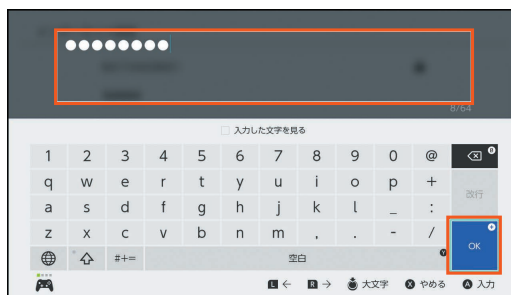 ●●●●●●●●
8/64
入力した文字を見る
1 2 3 4 5 6 7 8 9 0 @
q w e r t y u i o p + 改行
a s d f g h j k l _ :
z x c v b n m , . - / OK
#+= 空白
L ← R → 大文字 X やめる A 入力